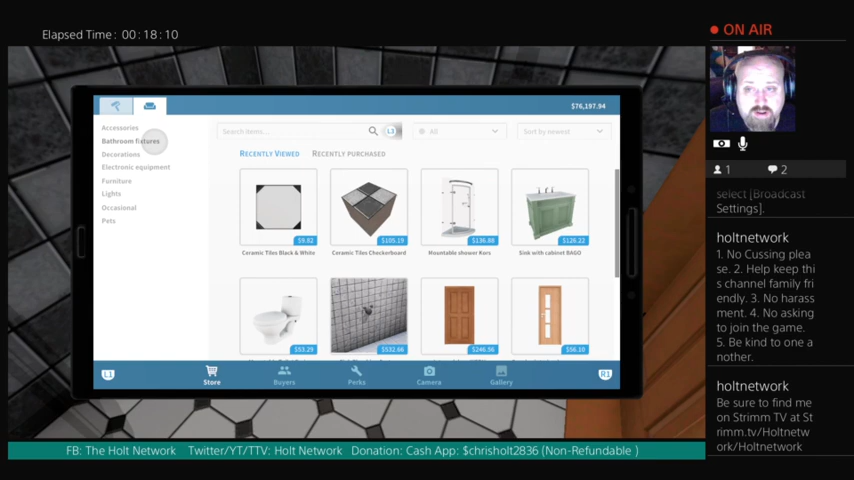 Elapsed Time: 00:18:10
ON AIR
$76,197.94
Accessories
Bathroom fixtures
Decorations
Electronic equipment
Furniture
Lights
Occasional
Pets
Search items...
L3
All
Sort by newest
RECENTLY VIEWED
RECENTLY PURCHASED
$9.82
$105.19
$136.88
$126.22
Ceramic Tiles Black & White
Ceramic Tiles Checkerboard
Mountable shower Kors
Sink with cabinet BAGO
$53.29
$532.66
$246.56
$56.10
L1
Store
Buyers
Perks
Camera
Gallery
R1
1
2
select [Broadcast
Settings].
holtnetwork
1. No Cussing plea
se. 2. Help keep thi
s channel family fri
endly. 3. No harass
ment. 4. No asking
to join the game.
5. Be kind to one a
nother.
holtnetwork
Be sure to find me
on Strimm TV at St
rimm.tv/Holtnetw
ork/Holtnetwork
FB: The Holt Network Twitter/YT/TTV: Holt Network Donation: Cash App: $chrisholt2836 (Non-Refundable )